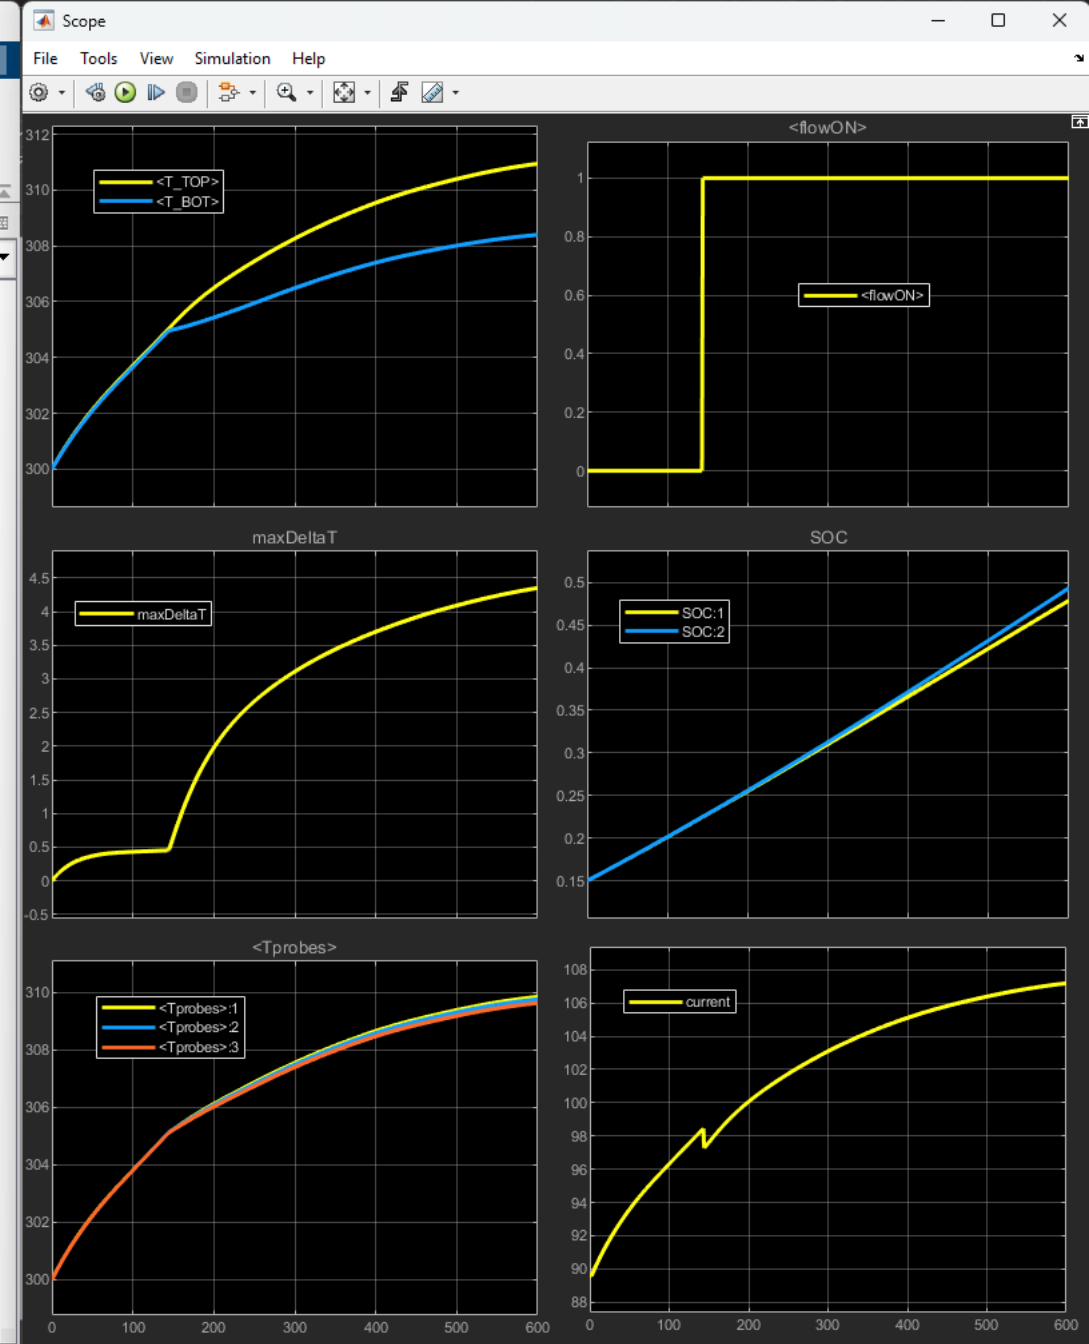 Scope
File Tools View Simulation Help
312
310
308
306
304
302
300
<T_TOP>
<T_BOT>
<flowON>
1
0.8
0.6
0.4
0.2
0
<flowON>
maxDeltaT
4.5
4
3.5
3
2.5
2
1.5
1
0.5
0
-0.5
maxDeltaT
SOC
0.5
0.45
0.4
0.35
0.3
0.25
0.2
0.15
SOC:1
SOC:2
<Tprobes>
310
308
306
304
302
300
<Tprobes>:1
<Tprobes>:2
<Tprobes>:3
0 100 200 300 400 500 600
108
106
104
102
100
98
96
94
92
90
88
current
0 100 200 300 400 500 600